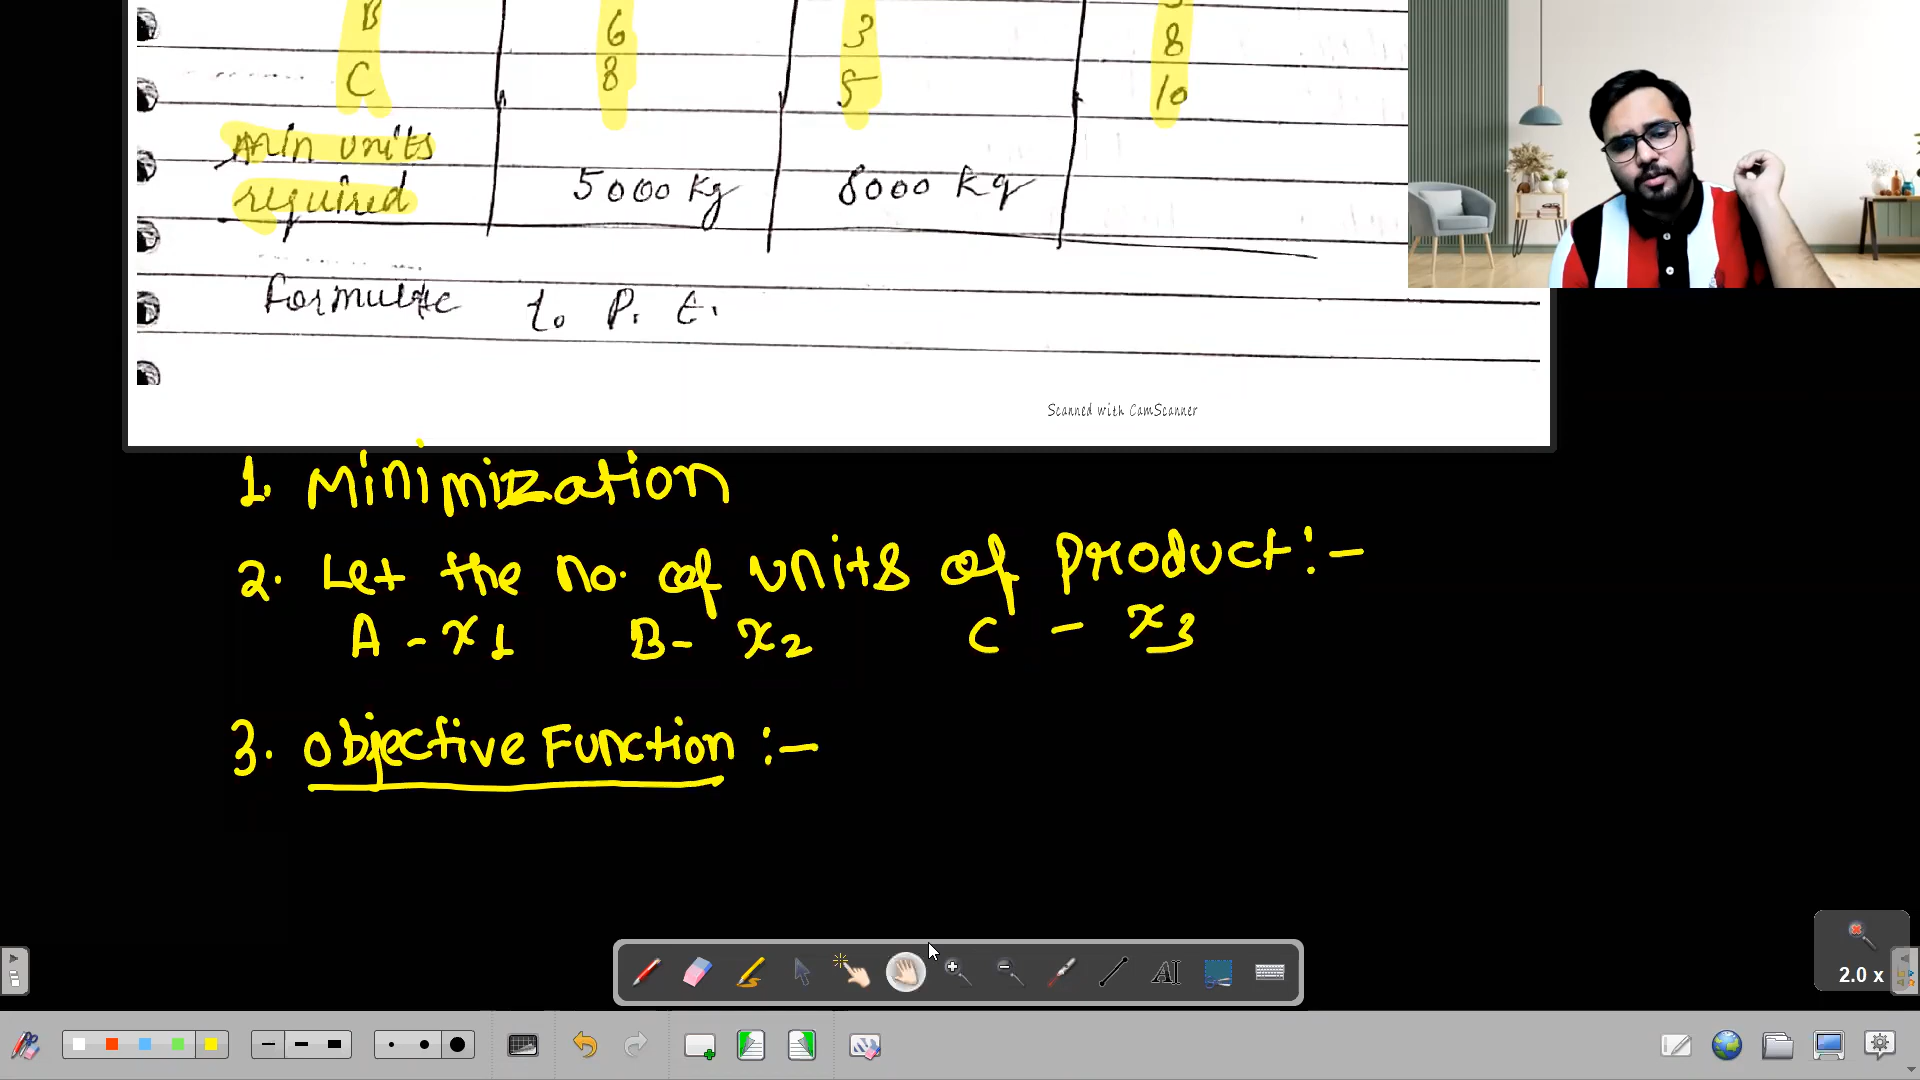 B 6 3 8
C 8 5 10
Min units
required 5000 Kg 8000 Kg
Formulate L. P. P.
Scanned with CamScanner
1. Minimization
2. Let the no. of units of product :-
A - x1 B - x2 C - x3
3. Objective Function :-
AI
2.0 x